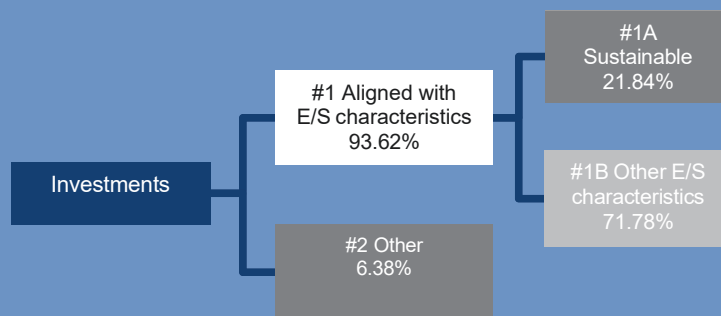 Investments
#1 Aligned with
E/S characteristics
93.62%
#2 Other
6.38%
#1A
Sustainable
21.84%
#1B Other E/S
characteristics
71.78%